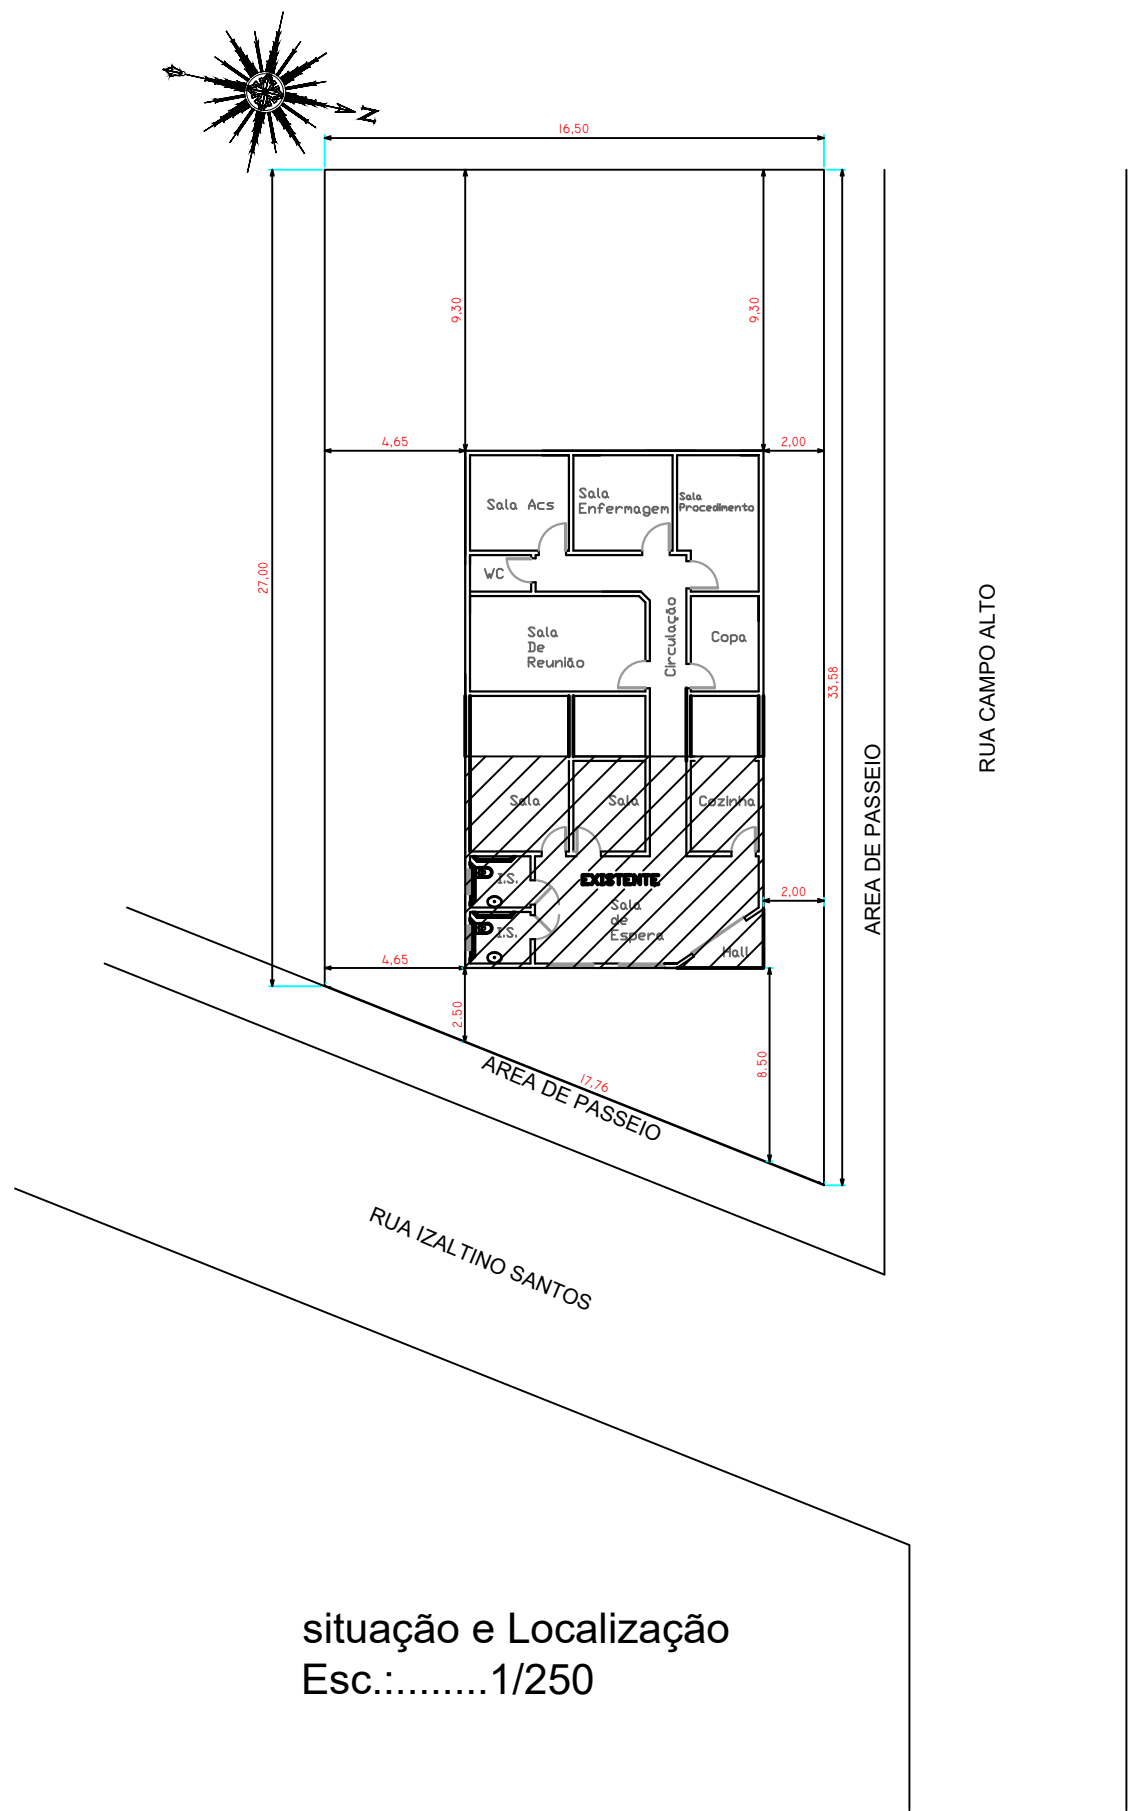 N
16,50
9,30
9,30
4,65
2,00
Sala Acs
Sala
Enfermagem
Sala
Procedimento
WC
27,00
Sala
De
Reunião
Circulação
Copa
33,58
RUA CAMPO ALTO
AREA DE PASSEIO
Sala
Sala
Cozinha
I.S.
EXISTENTE
Sala
de
Espera
2,00
I.S.
Hall
4,65
2.50
8.50
17,76
AREA DE PASSEIO
RUA IZALTINO SANTOS
situação e Localização
Esc.:........1/250